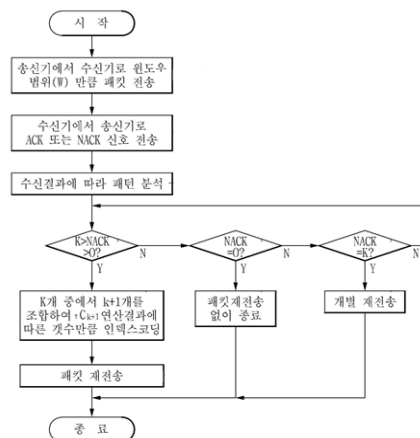 시 작
송신기에서 수신기로 윈도우
범위(W) 만큼 패킷 전송
수신기에서 송신기로
ACK 또는 NACK 신호 전송
수신결과에 따라 패턴 분석
K>NACK
>O?
N
NACK
=O?
N
NACK
=K?
N
Y
Y
Y
K개 중에서 k+1개를
조합하여 ₇Cₖ₊₁ 연산결과에
따른 갯수만큼 인덱스코딩
패킷재전송
없이 종료
개별 재전송
패킷 재전송
종 료